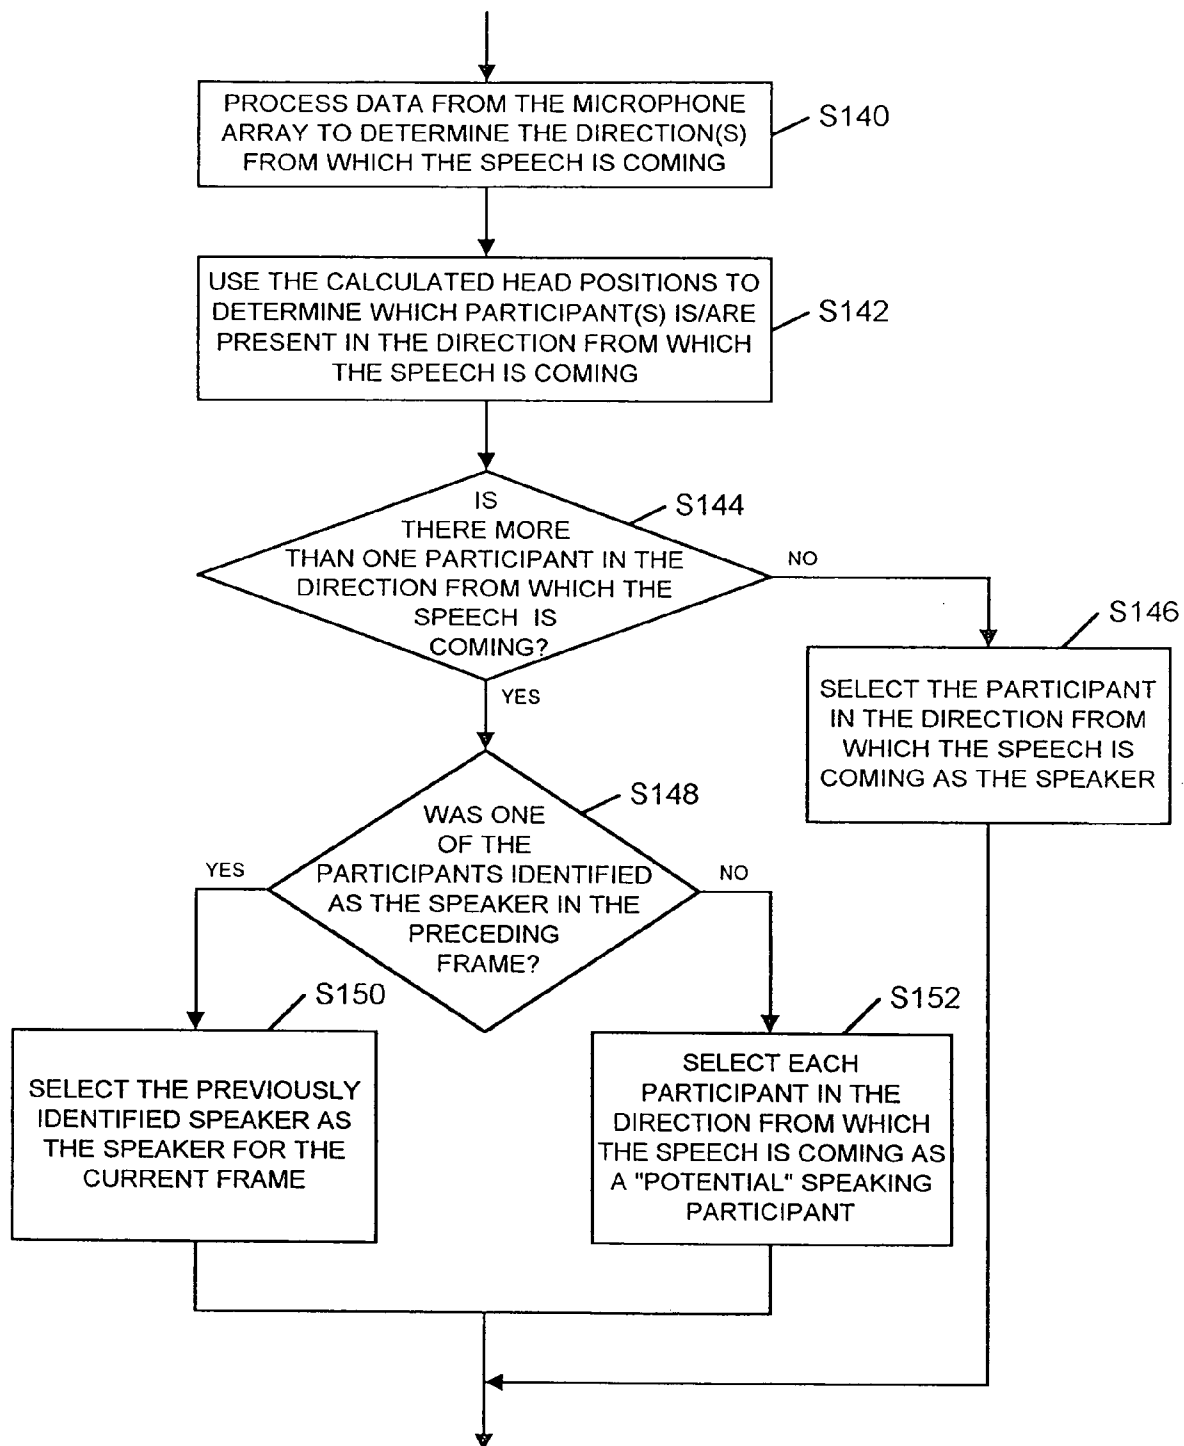 PROCESS DATA FROM THE MICROPHONE
ARRAY TO DETERMINE THE DIRECTION(S)
FROM WHICH THE SPEECH IS COMING
S140
USE THE CALCULATED HEAD POSITIONS TO
DETERMINE WHICH PARTICIPANT(S) IS/ARE
PRESENT IN THE DIRECTION FROM WHICH
THE SPEECH IS COMING
S142
IS
THERE MORE
THAN ONE PARTICIPANT IN THE
DIRECTION FROM WHICH THE
SPEECH IS
COMING?
S144
NO
YES
S146
SELECT THE PARTICIPANT
IN THE DIRECTION FROM
WHICH THE SPEECH IS
COMING AS THE SPEAKER
S148
WAS ONE
OF THE
PARTICIPANTS IDENTIFIED
AS THE SPEAKER IN THE
PRECEDING
FRAME?
YES
NO
S150
SELECT THE PREVIOUSLY
IDENTIFIED SPEAKER AS
THE SPEAKER FOR THE
CURRENT FRAME
S152
SELECT EACH
PARTICIPANT IN THE
DIRECTION FROM WHICH
THE SPEECH IS COMING AS
A "POTENTIAL" SPEAKING
PARTICIPANT